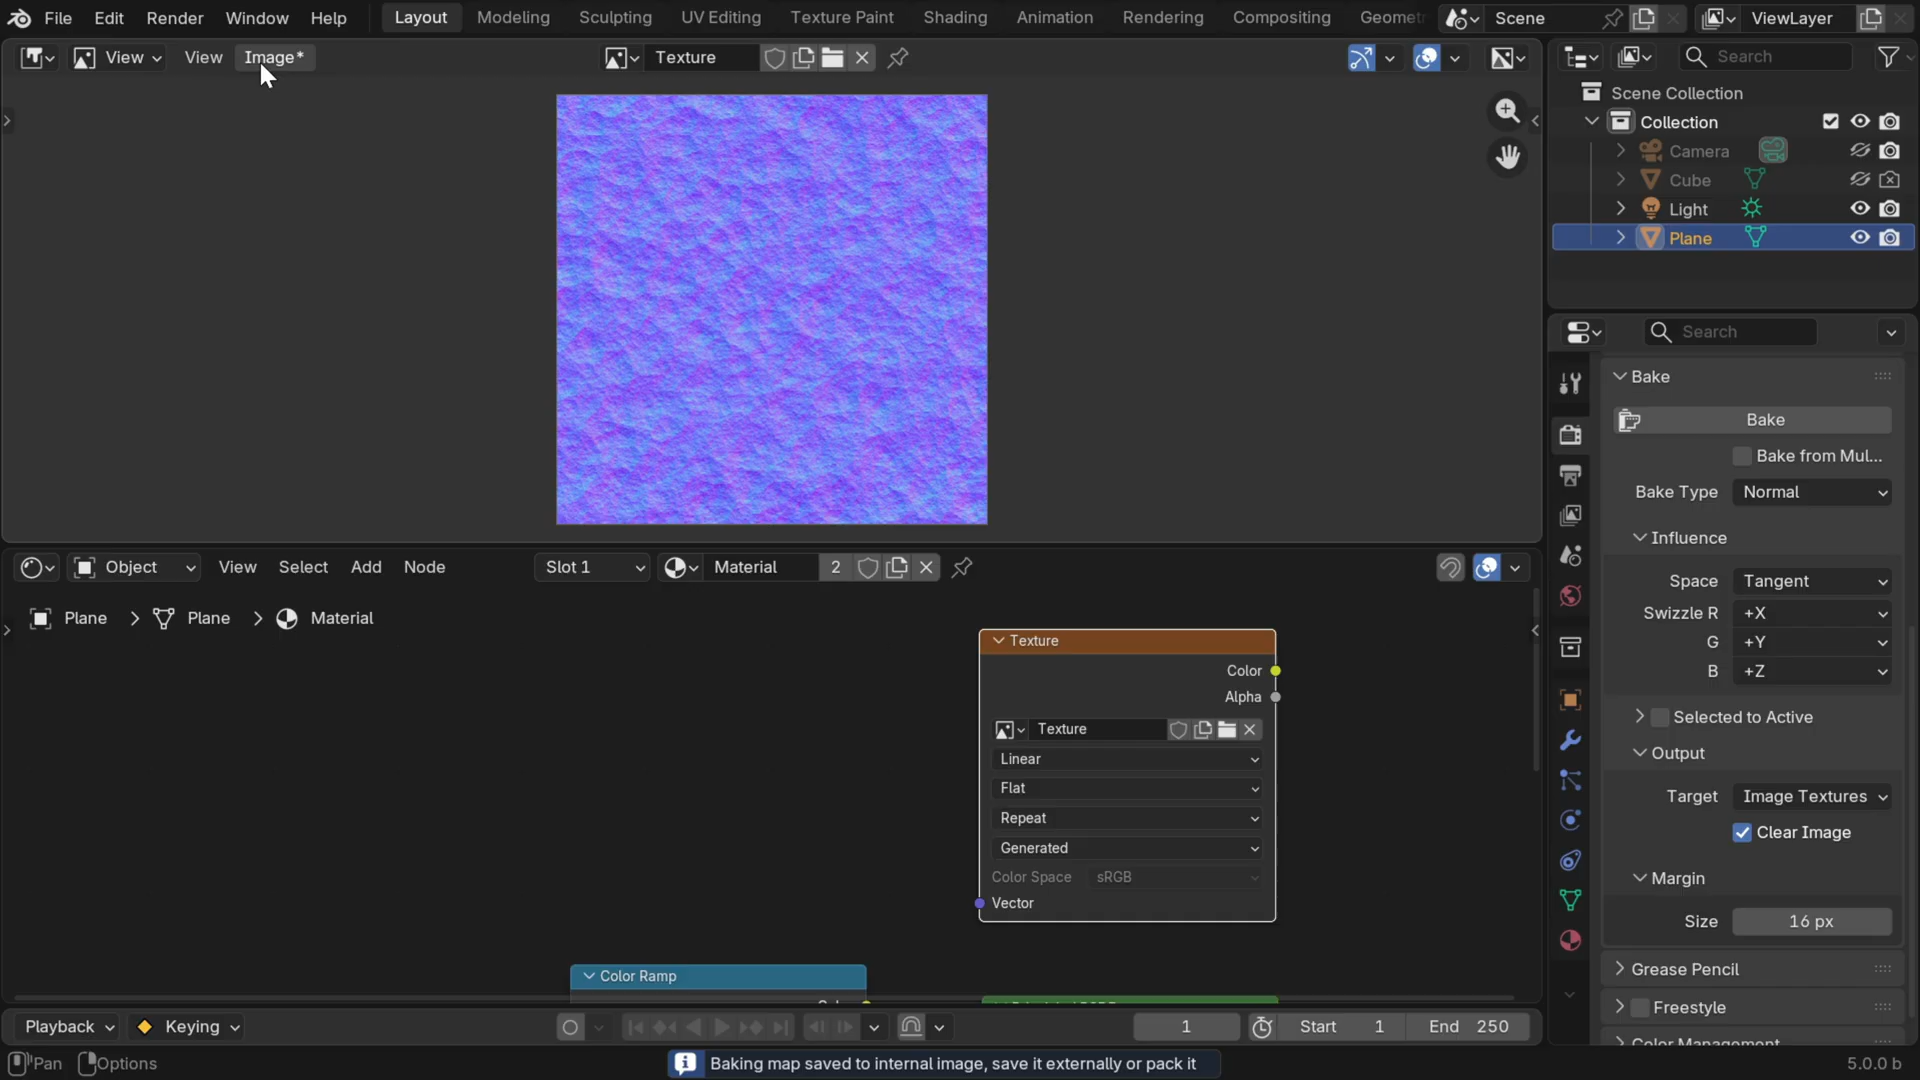 File Edit Render Window Help Layout Modeling Sculpting UV Editing Texture Paint Shading Animation Rendering Compositing Scene ViewLayer
View View Image* Texture Search
Scene Collection
Collection
Camera
Cube
Light
Plane
Search
Bake
Bake
Bake from Mul...
Bake Type Normal
Influence
Space Tangent
Swizzle R +X
G +Y
B +Z
Selected to Active
Output
Target Image Textures
Clear Image
Margin
Size 16 px
Grease Pencil
Freestyle
Color Management
Object View Select Add Node Slot 1 Material 2
Plane > Plane > Material
Texture
Color
Alpha
Texture
Linear
Flat
Repeat
Generated
Color Space sRGB
Vector
Color Ramp
Playback Keying 1 Start 1 End 250
Pan Options Baking map saved to internal image, save it externally or pack it 5.0.0 b